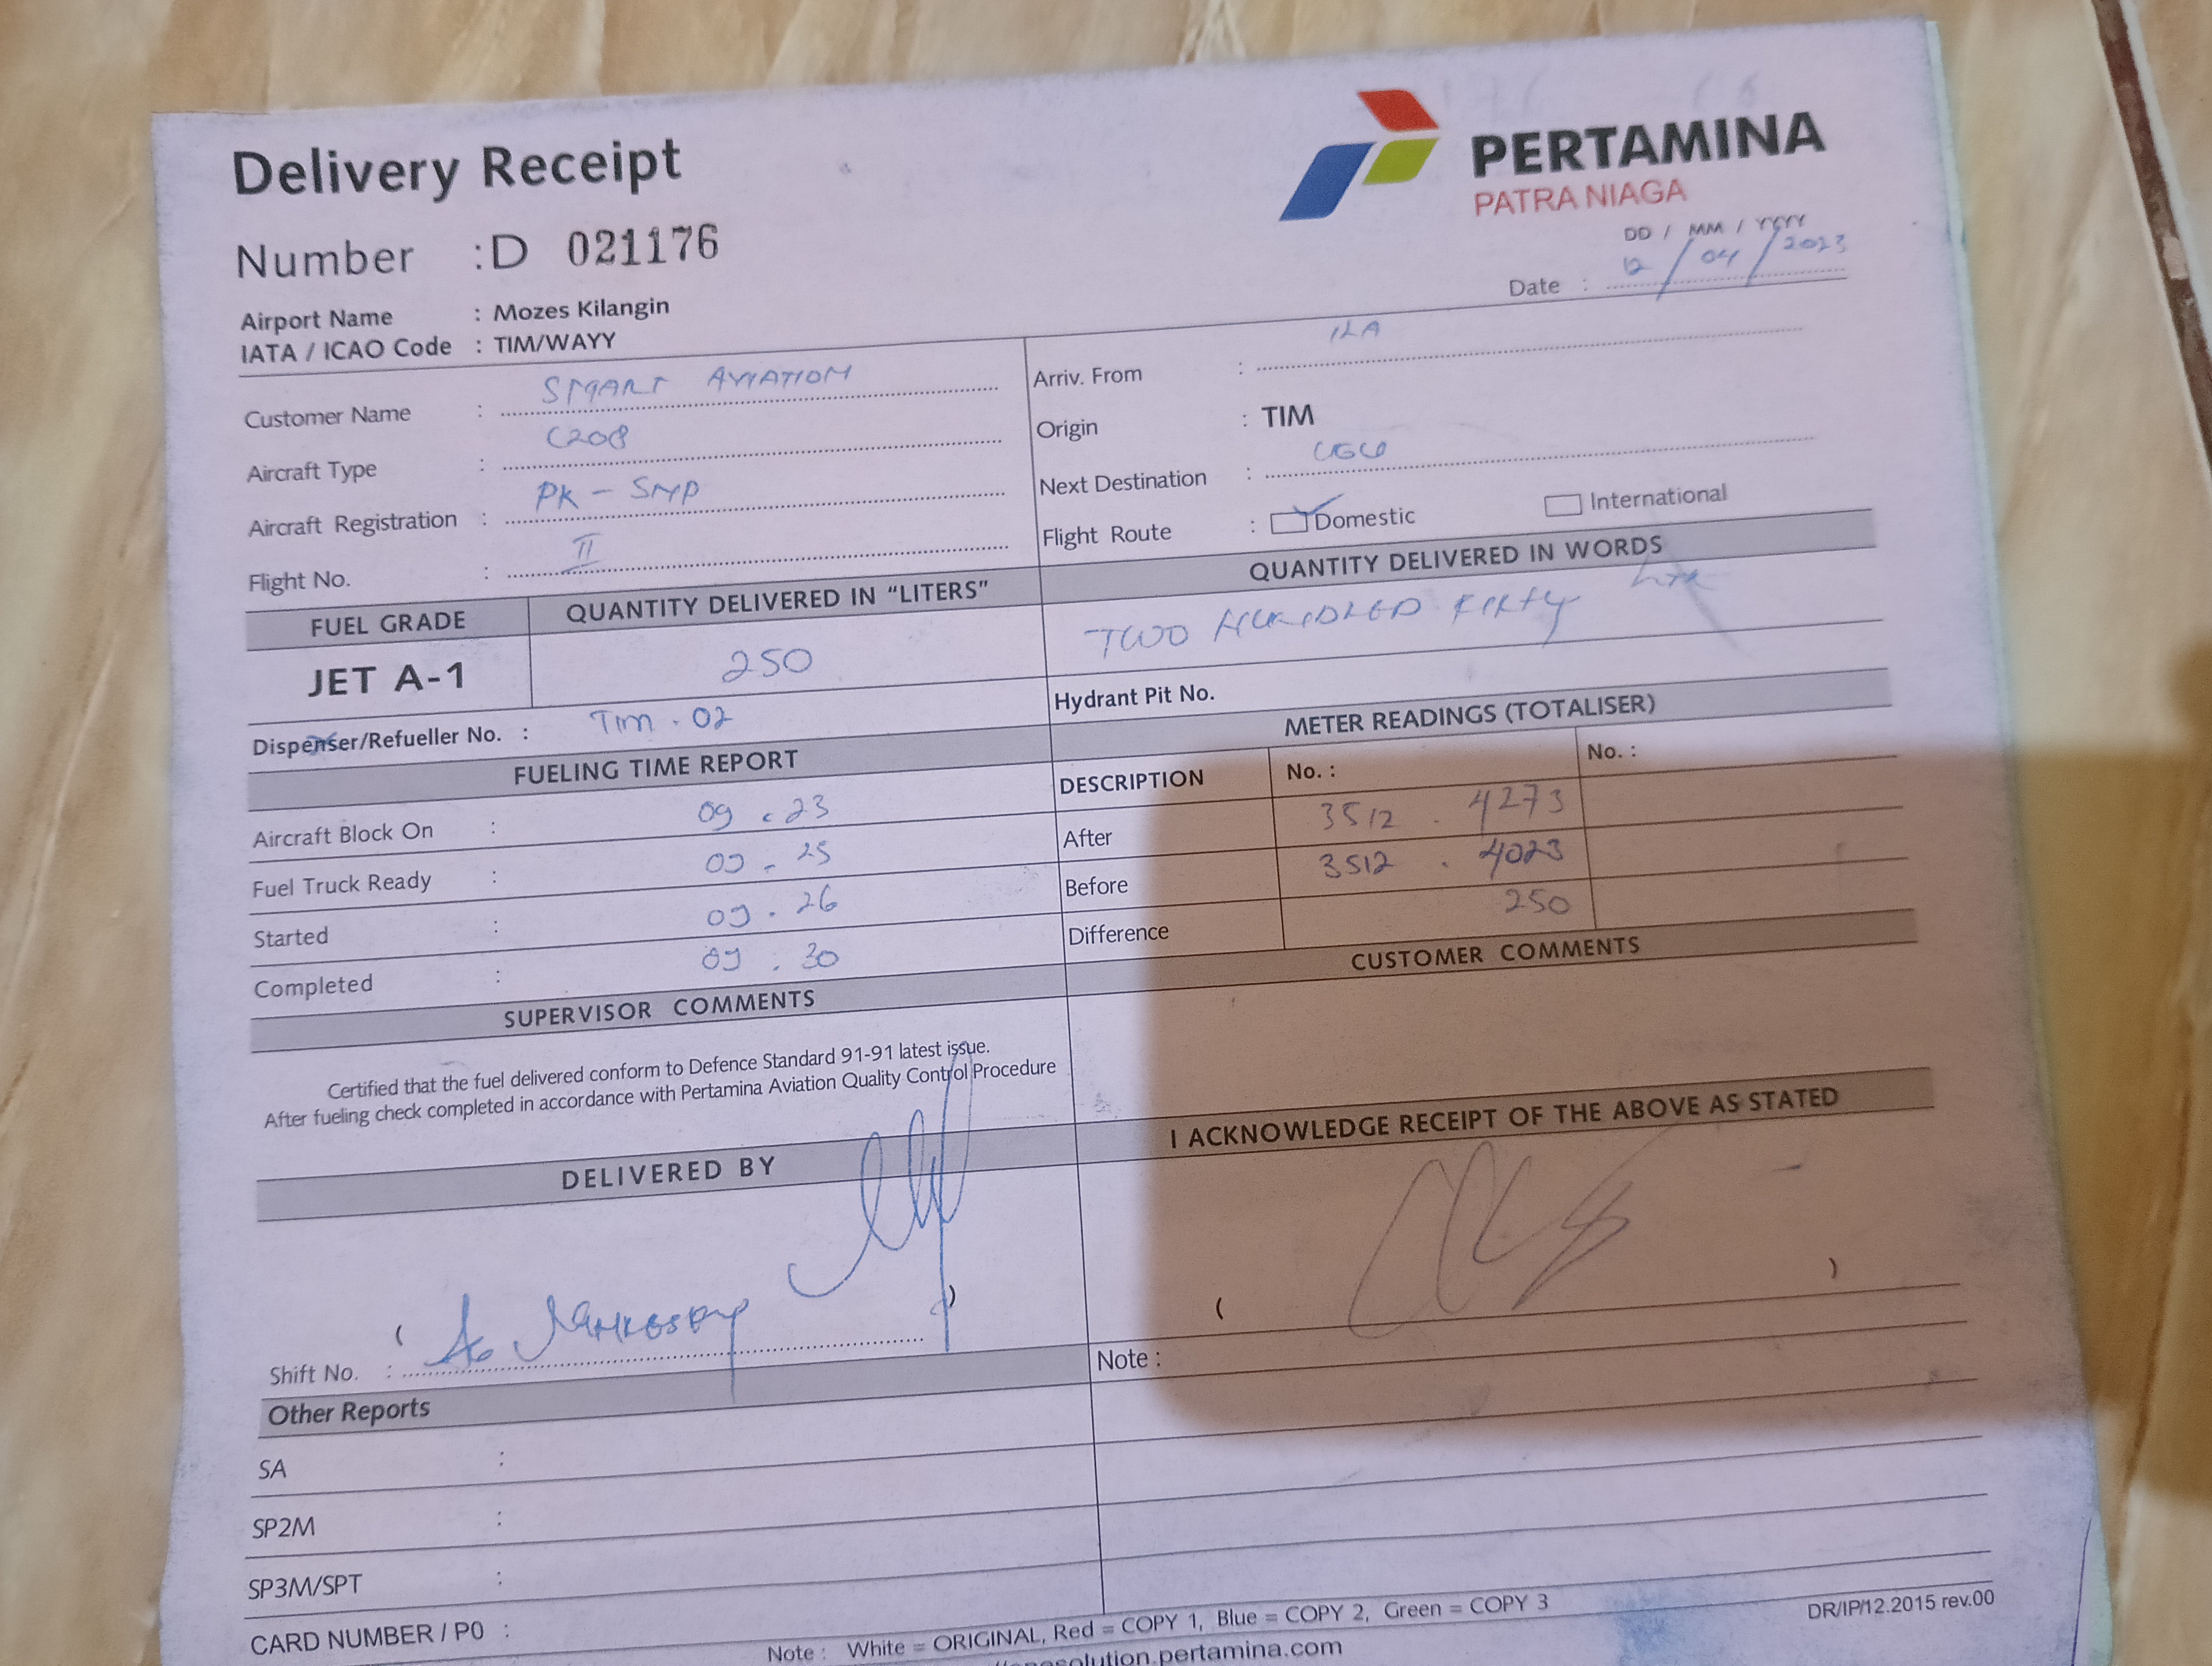 Delivery Receipt
PERTAMINA
PATRA NIAGA
Number : D 021176
DD / MM / YYYY
Date : 12 / 04 / 2023
Airport Name : Mozes Kilangin
IATA / ICAO Code : TIM/WAYY
Customer Name : SMART AVIATION
Aircraft Type : C208
Aircraft Registration : PK - SNP
Flight No. : II
Arriv. From : ILA
Origin : TIM
Next Destination :
Flight Route : Domestic International
FUEL GRADE QUANTITY DELIVERED IN "LITERS" QUANTITY DELIVERED IN WORDS
JET A-1 250 TWO HUNDRED FIFTY Ltr
Dispenser/Refueller No. : Tim . 02
Hydrant Pit No.
FUELING TIME REPORT
Aircraft Block On : 09 . 23
Fuel Truck Ready : 09 . 25
Started : 09 . 26
Completed : 09 . 30
METER READINGS (TOTALISER)
DESCRIPTION No. : No. :
After 3512 . 4273
Before 3512 . 4023
Difference 250
SUPERVISOR COMMENTS
Certified that the fuel delivered conform to Defence Standard 91-91 latest issue.
After fueling check completed in accordance with Pertamina Aviation Quality Control Procedure
CUSTOMER COMMENTS
DELIVERED BY
I ACKNOWLEDGE RECEIPT OF THE ABOVE AS STATED
( )
( )
Shift No. :
Note :
Other Reports
SA :
SP2M :
SP3M/SPT :
CARD NUMBER / P0 :
Note : White = ORIGINAL, Red = COPY 1, Blue = COPY 2, Green = COPY 3
DR/IP/12.2015 rev.00
solution.pertamina.com